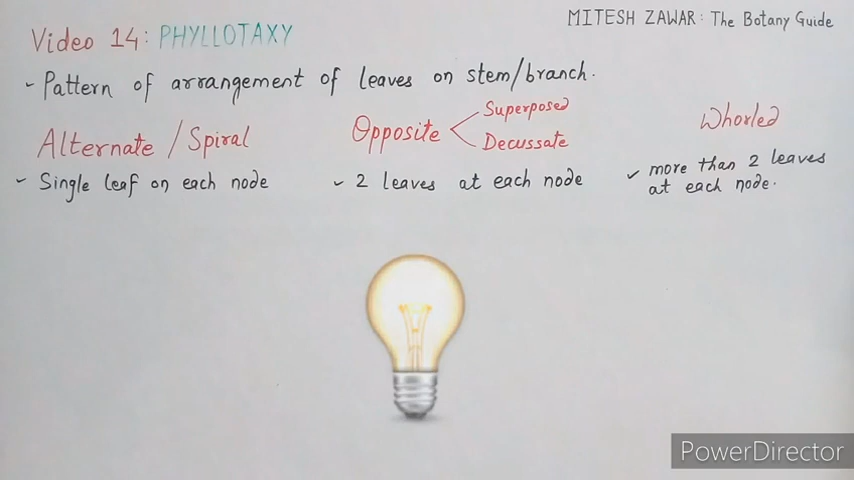 MITESH ZAWAR: The Botany Guide
Video 14: PHYLLOTAXY
- Pattern of arrangement of leaves on stem/branch.
Alternate / Spiral
- Single leaf on each node
Opposite
Superposed
Decussate
- 2 leaves at each node
Whorled
- more than 2 leaves
at each node.
PowerDirector